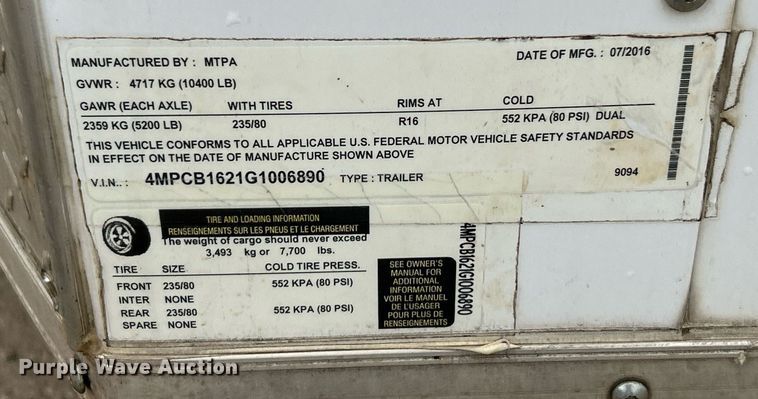 MANUFACTURED BY : MTPA DATE OF MFG. : 07/2016
GVWR : 4717 KG (10400 LB)
GAWR (EACH AXLE) WITH TIRES RIMS AT COLD
2359 KG (5200 LB) 235/80 R16 552 KPA (80 PSI) DUAL
THIS VEHICLE CONFORMS TO ALL APPLICABLE U.S. FEDERAL MOTOR VEHICLE SAFETY STANDARDS
IN EFFECT ON THE DATE OF MANUFACTURE SHOWN ABOVE
V.I.N.: 4MPCB1621G1006890 TYPE : TRAILER 9094
TIRE AND LOADING INFORMATION
RENSEIGNEMENTS SUR LES PNEUS ET LE CHARGEMENT
The weight of cargo should never exceed
3,493 kg or 7,700 lbs.
TIRE SIZE COLD TIRE PRESS.
FRONT 235/80 552 KPA (80 PSI)
INTER NONE
REAR 235/80 552 KPA (80 PSI)
SPARE NONE
SEE OWNER'S
MANUAL FOR
ADDITIONAL
INFORMATION
VOIR LE MANUEL
DE L'USAGER
POUR PLUS DE
RENSEIGNEMENTS
4MPCB1621G1006890
Purple Wave Auction